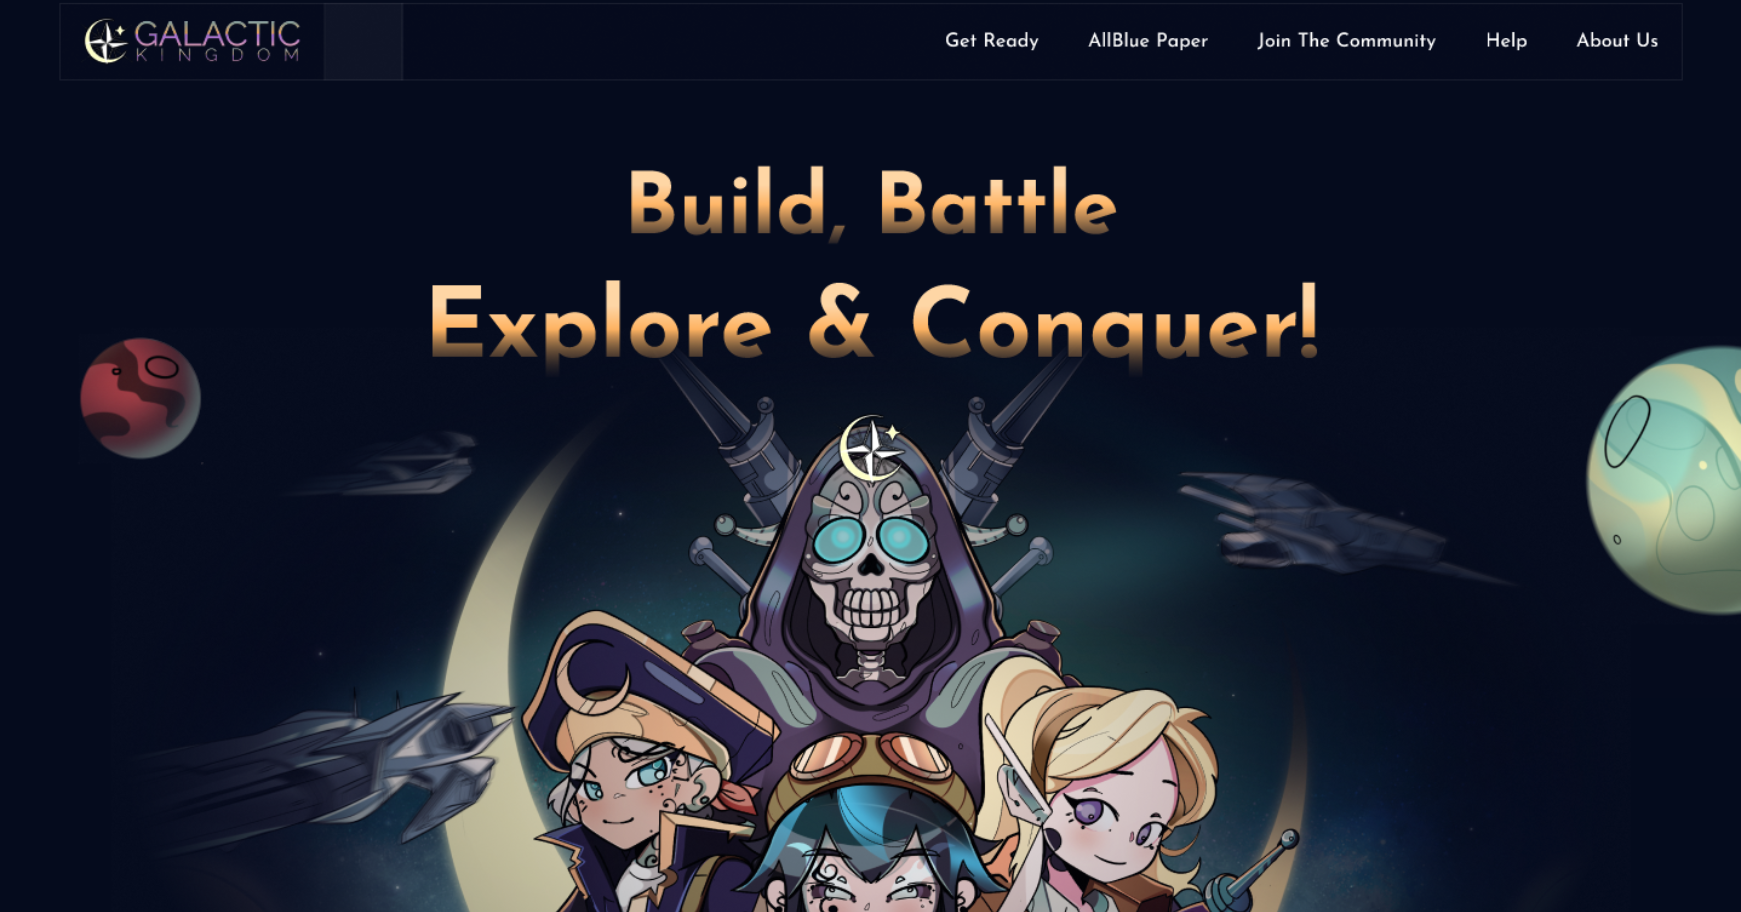 GALACTIC
KINGDOM
Get Ready
AllBlue Paper
Join The Community
Help
About Us
Build, Battle
Explore & Conquer!